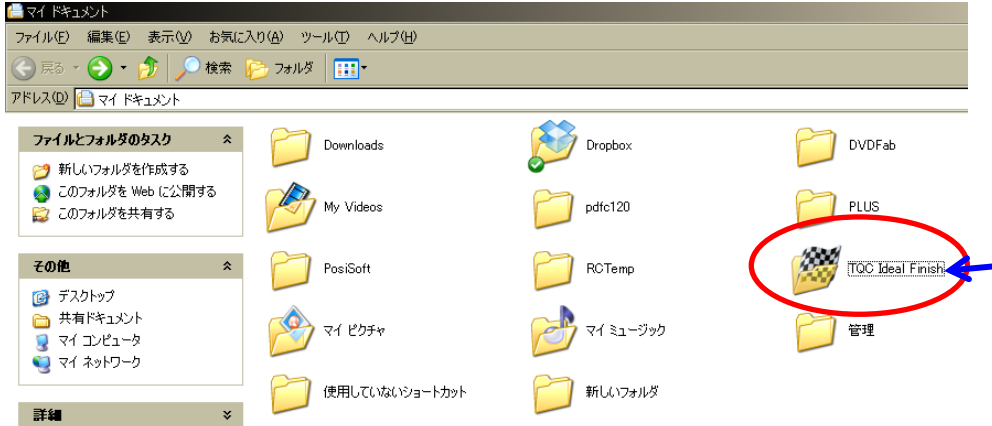 マイ ドキュメント
ファイル(F) 編集(E) 表示(V) お気に入り(A) ツール(T) ヘルプ(H)
戻る 検索 フォルダ
アドレス(D) マイ ドキュメント
ファイルとフォルダのタスク
新しいフォルダを作成する
このフォルダを Web に公開する
このフォルダを共有する
その他
デスクトップ
共有ドキュメント
マイ コンピュータ
マイ ネットワーク
詳細
Downloads Dropbox DVDFab
My Videos pdfc120 PLUS
PosiSoft RCTemp TQC Ideal Finish
マイ ピクチャ マイ ミュージック 管理
使用していないショートカット 新しいフォルダ